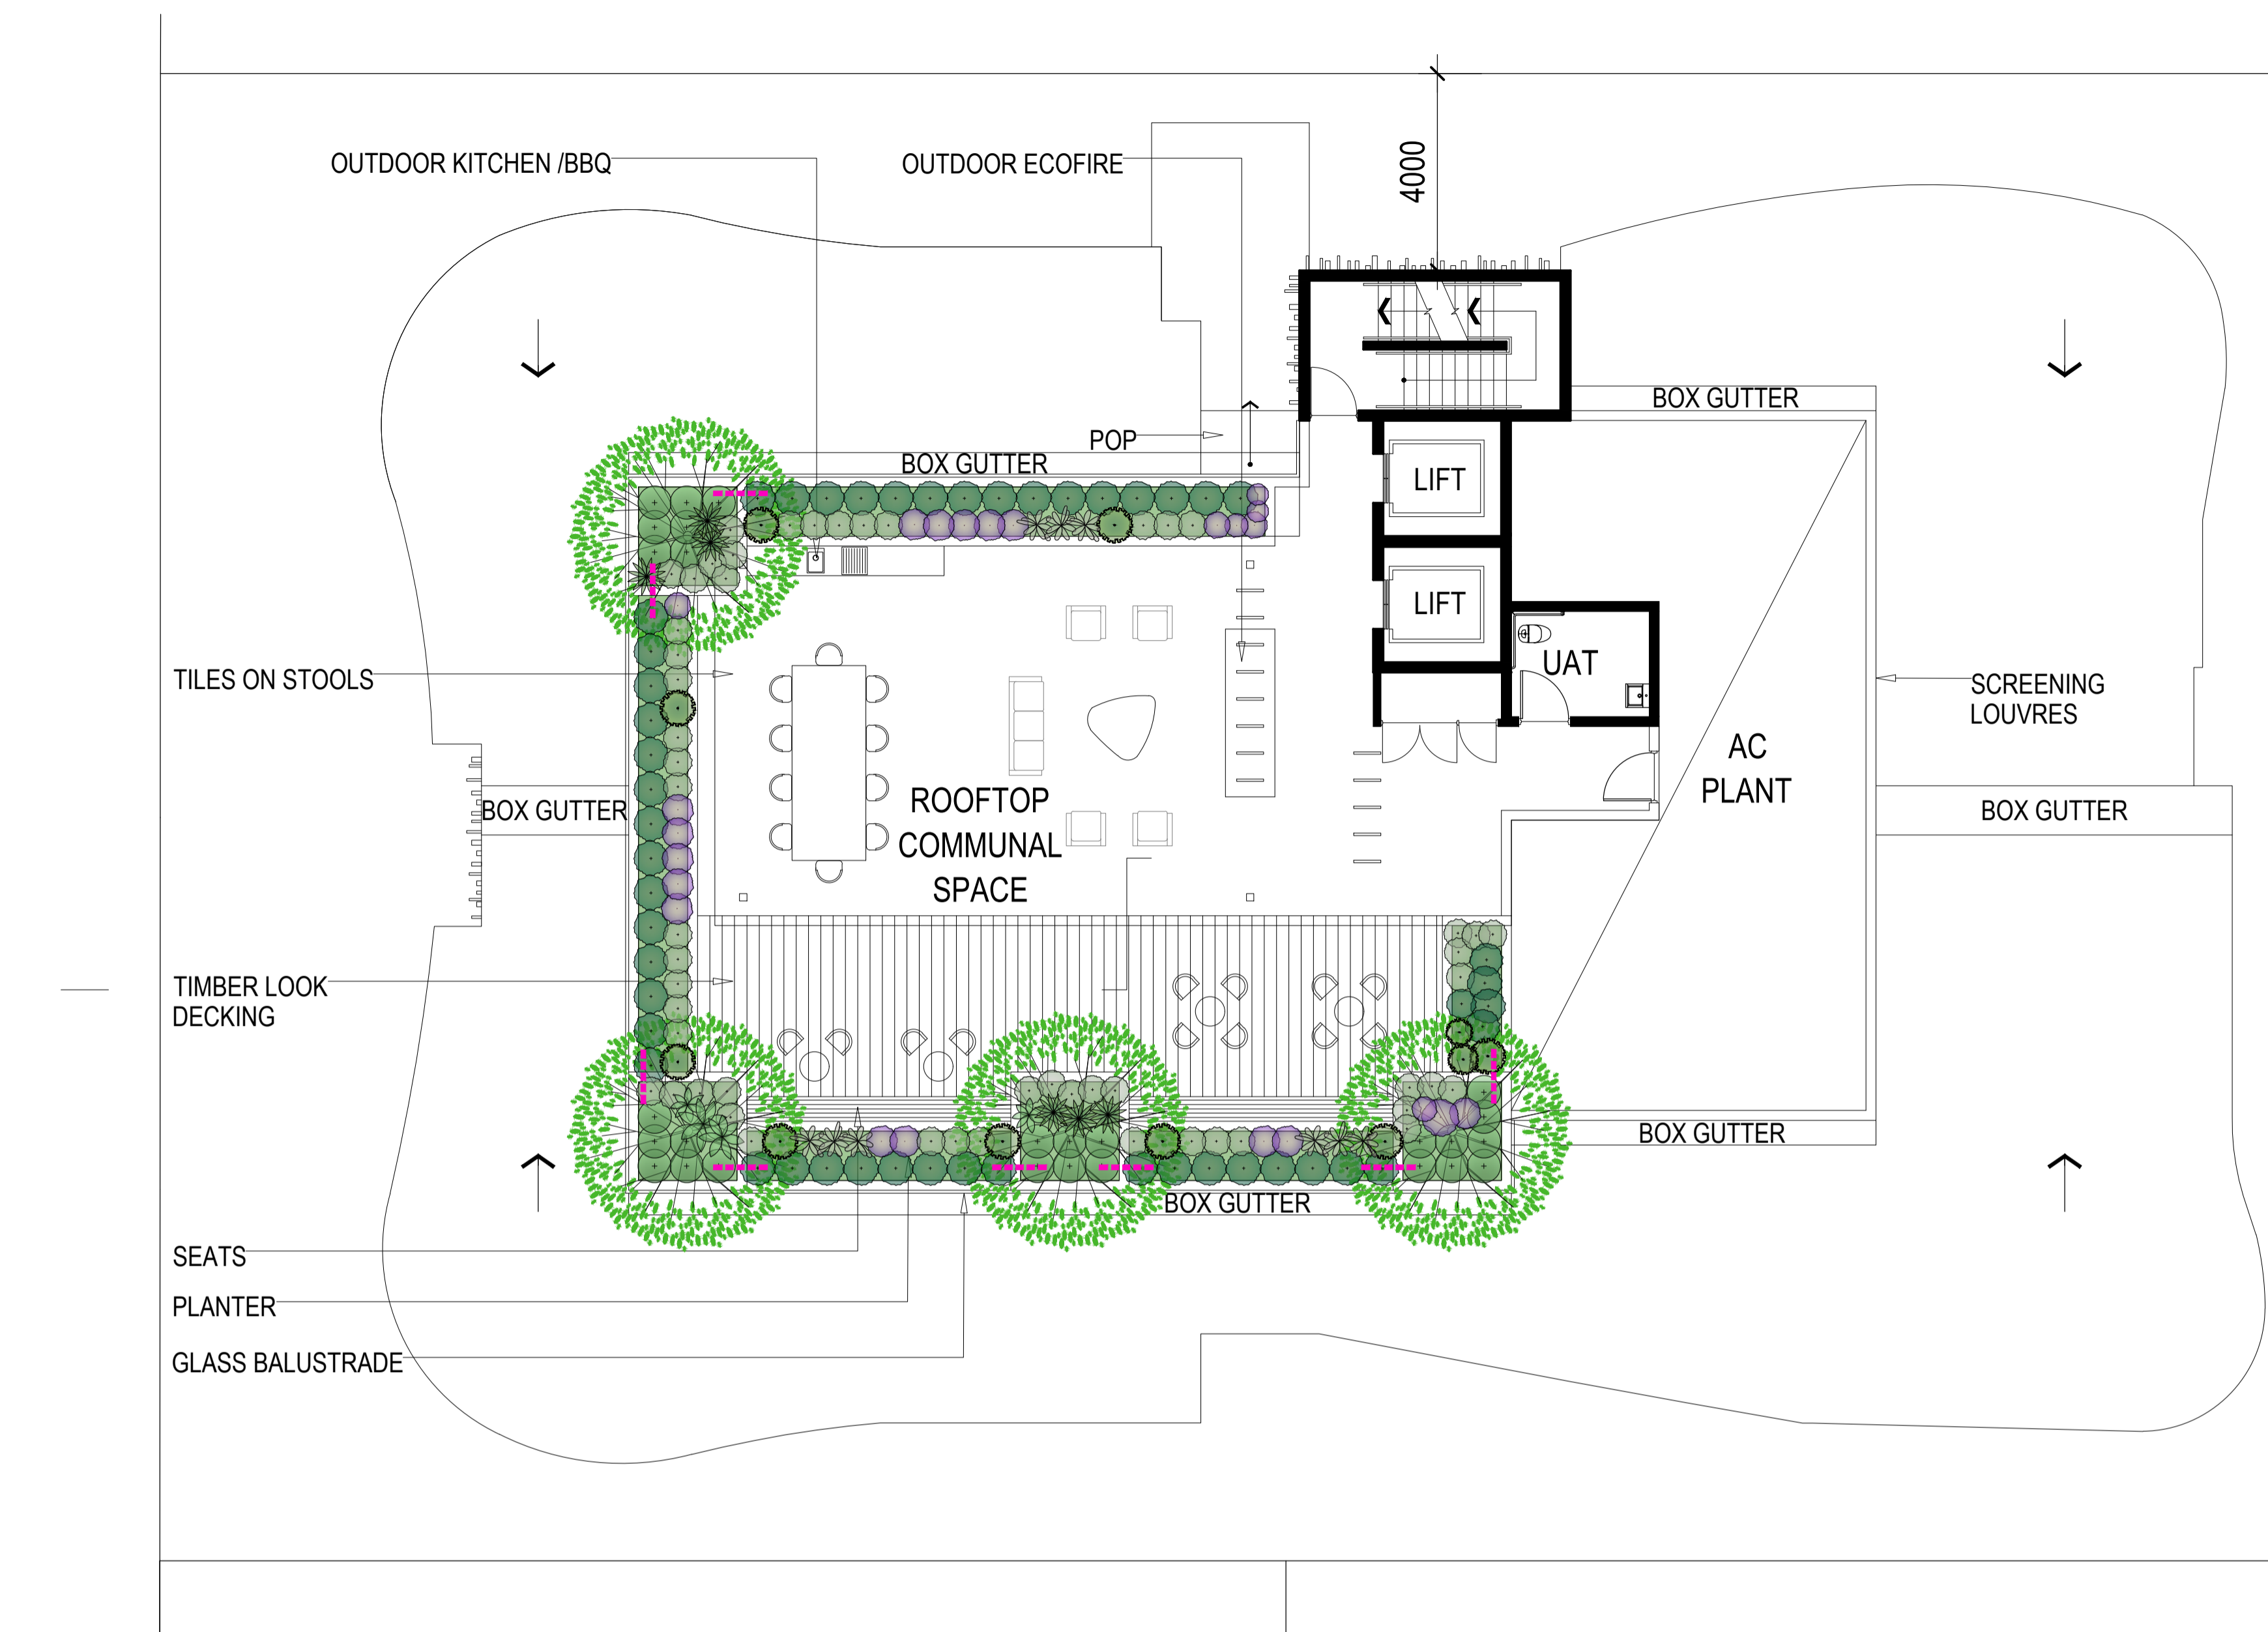 OUTDOOR KITCHEN /BBQ
OUTDOOR ECOFIRE
4000
BOX GUTTER
POP
BOX GUTTER
LIFT
LIFT
UAT
TILES ON STOOLS
SCREENING
LOUVRES
AC
PLANT
BOX GUTTER
ROOFTOP
COMMUNAL
SPACE
BOX GUTTER
TIMBER LOOK
DECKING
BOX GUTTER
BOX GUTTER
SEATS
PLANTER
GLASS BALUSTRADE